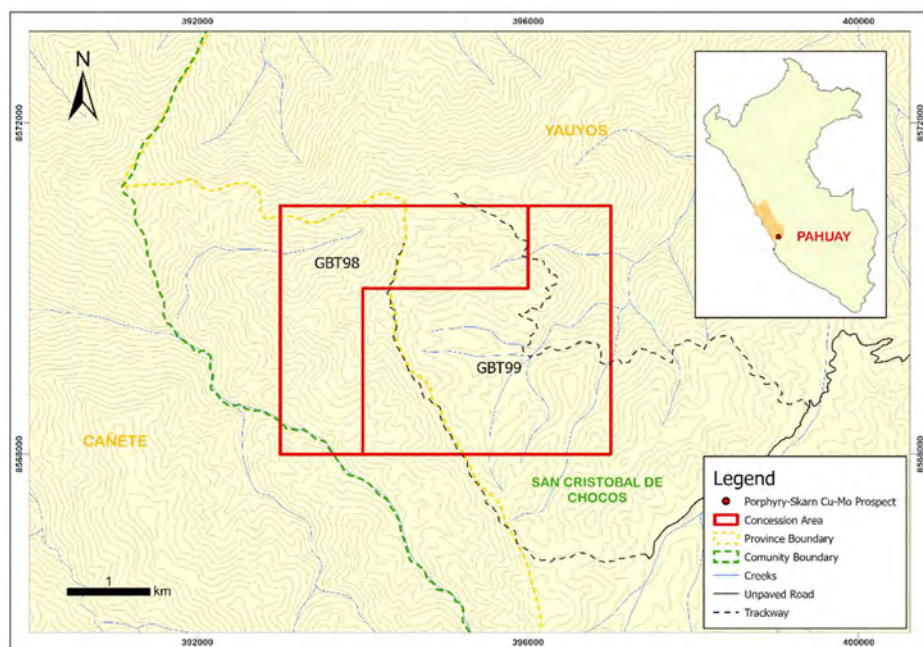 392000
396000
400000
N
8572000
8572000
YAUYOS
PAHUAY
GBT98
GBT99
CAÑETE
8568000
8568000
SAN CRISTOBAL DE
CHOCOS
Legend
Porphyry-Skarn Cu-Mo Prospect
Concession Area
Province Boundary
Comunity Boundary
Creeks
Unpaved Road
Trackway
1
km
392000
396000
400000